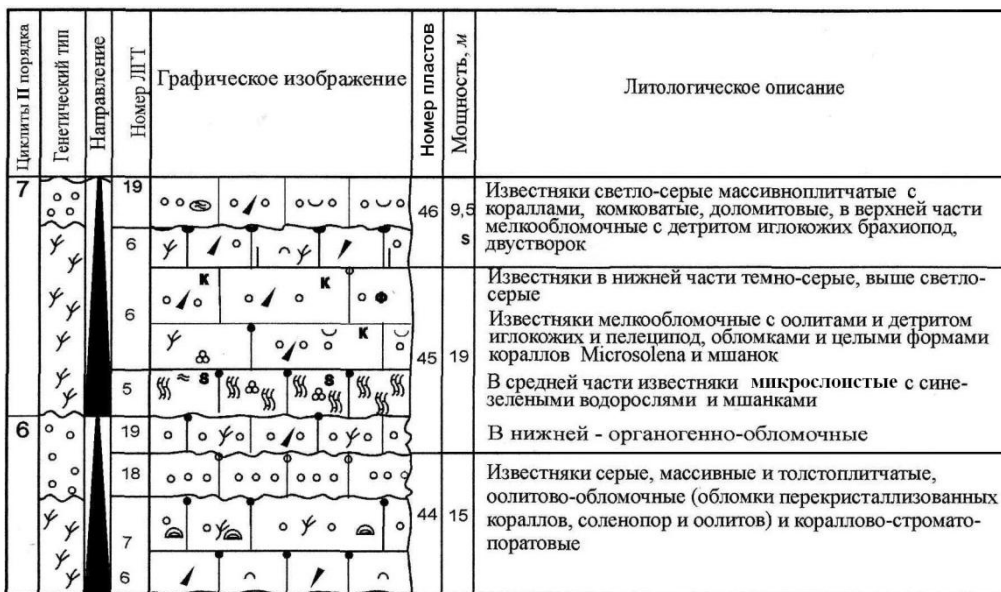 Циклиты II порядка
Генетический тип
Направление
Номер ЛГТ
Графическое изображение
Номер пластов
Мощность, м
Литологическое описание
7
19
46
9,5
s
Известняки светло-серые массивноплитчатые с
кораллами, комковатые, доломитовые, в верхней части
мелкообломочные с детритом иглокожих брахиопод,
двустворок
6
6
К
К
Ф
К
45
19
Известняки в нижней части темно-серые, выше светло-
серые
Известняки мелкообломочные с оолитами и детритом
иглокожих и пелеципод, обломками и целыми формами
кораллов Microsolena и мшанок
5
s
s
В средней части известняки микрослоистые с сине-
зелёными водорослями и мшанками
6
19
В нижней - органогенно-обломочные
18
44
15
Известняки серые, массивные и толстоплитчатые,
оолитово-обломочные (обломки перекристаллизованных
кораллов, соленопор и оолитов) и кораллово-стромато-
поратовые
7
6